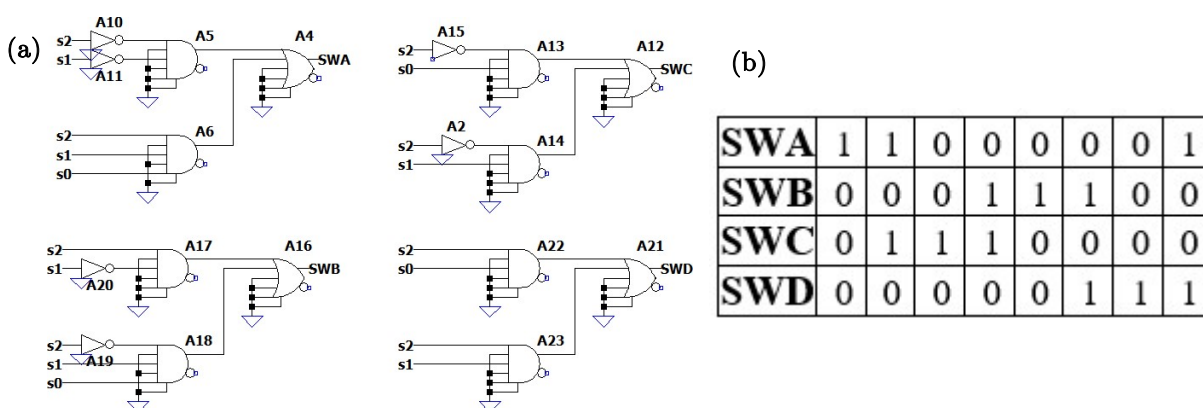 (a)
A10
s2
s1
A11
A5
A4
SWA
s2
s1
s0
A6
A15
s2
s0
A13
A12
SWC
A2
s2
s1
A14
s2
s1
A20
A17
A16
SWB
s2
s1
s0
A19
A18
s2
s0
A22
A21
SWD
s2
s1
A23
(b)
SWA 1 1 0 0 0 0 0 1
SWB 0 0 0 1 1 1 0 0
SWC 0 1 1 1 0 0 0 0
SWD 0 0 0 0 0 1 1 1